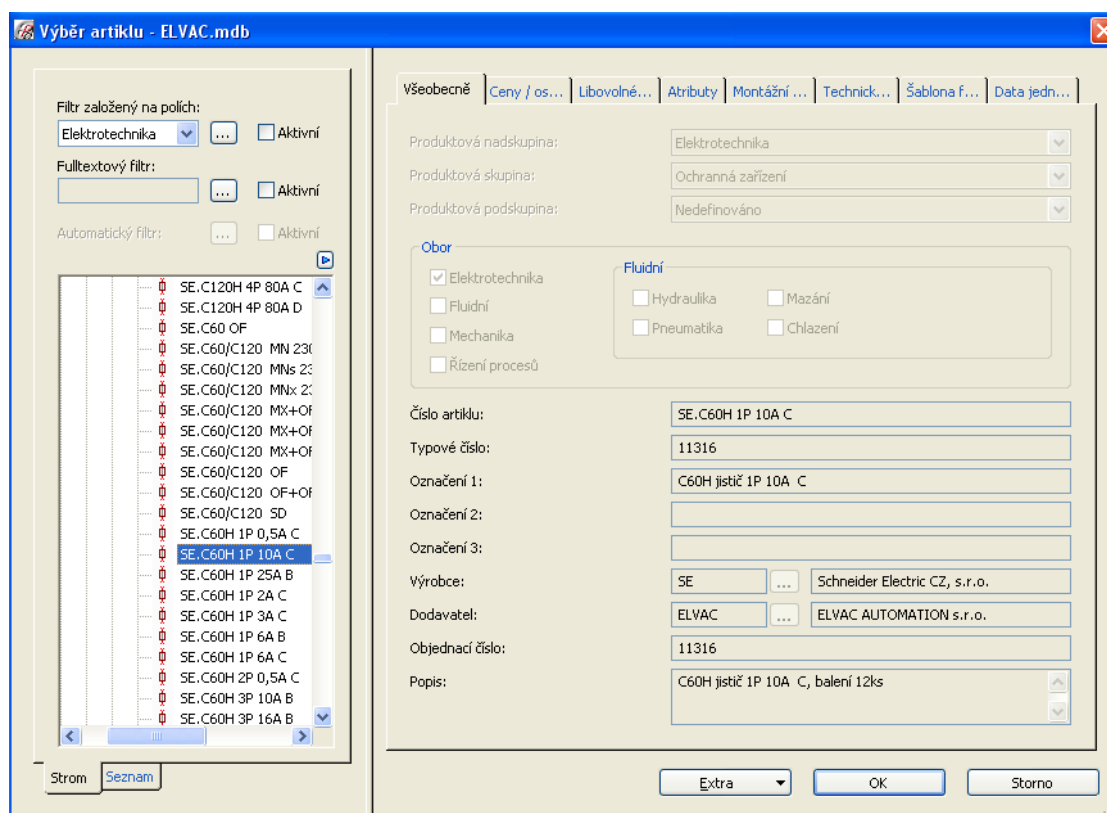 Výběr artiklu - ELVAC.mdb
Filtr založený na polích:
Elektrotechnika ... Aktivní
Fulltextový filtr:
... Aktivní
Automatický filtr: ... Aktivní
SE.C120H 4P 80A C
SE.C120H 4P 80A D
SE.C60 OF
SE.C60/C120 MN 230
SE.C60/C120 MNs 23
SE.C60/C120 MNx 23
SE.C60/C120 MX+OF
SE.C60/C120 MX+OF
SE.C60/C120 MX+OF
SE.C60/C120 OF
SE.C60/C120 OF+OF
SE.C60/C120 SD
SE.C60H 1P 0,5A C
SE.C60H 1P 10A C
SE.C60H 1P 25A B
SE.C60H 1P 2A C
SE.C60H 1P 3A C
SE.C60H 1P 6A B
SE.C60H 1P 6A C
SE.C60H 2P 0,5A C
SE.C60H 3P 10A B
SE.C60H 3P 16A B
Strom Seznam
Všeobecně Ceny / os... Libovolné... Atributy Montážní ... Technick... Šablona f... Data jedn...
Produktová nadskupina: Elektrotechnika
Produktová skupina: Ochranná zařízení
Produktová podskupina: Nedefinováno
Obor
Elektrotechnika
Fluidní
Mechanika
Řízení procesů
Fluidní
Hydraulika Mazání
Pneumatika Chlazení
Číslo artiklu: SE.C60H 1P 10A C
Typové číslo: 11316
Označení 1: C60H jistič 1P 10A C
Označení 2:
Označení 3:
Výrobce: SE ... Schneider Electric CZ, s.r.o.
Dodavatel: ELVAC ... ELVAC AUTOMATION s.r.o.
Objednací číslo: 11316
Popis: C60H jistič 1P 10A C, balení 12ks
Extra OK Storno